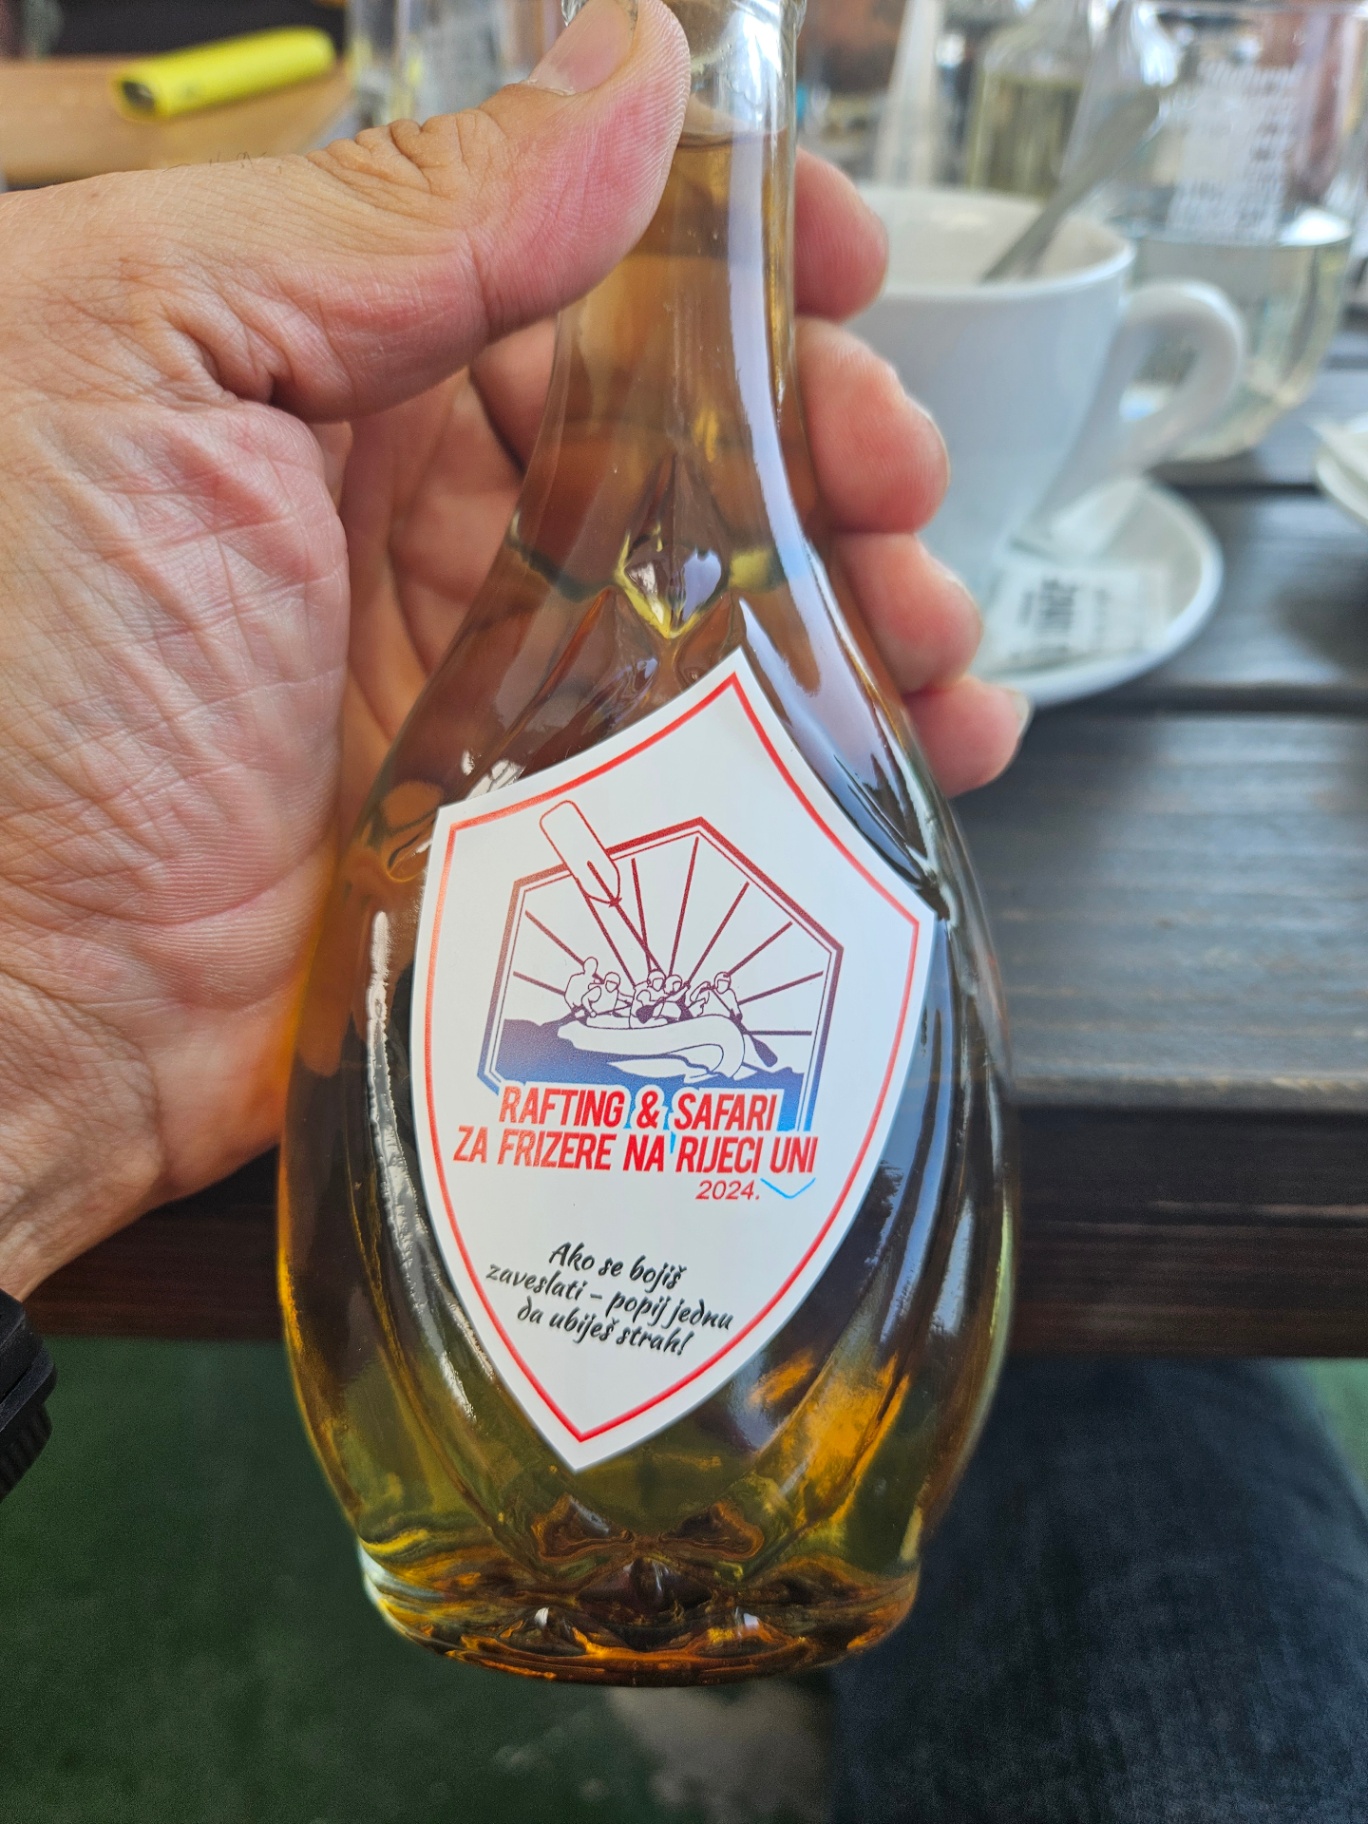 RAFTING & SAFARI
ZA FRIZERE NA RIJECI UNI
2024.
Ako se bojiš
zaveslati – popij jednu
da ubiješ strah!